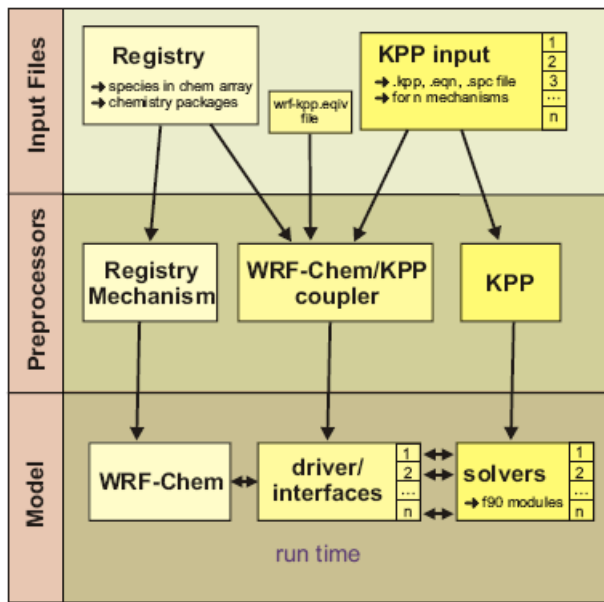 Input Files
Registry
➔ species in chem array
➔ chemistry packages
wrf-kpp.eqiv
file
KPP input
➔ .kpp, .eqn, .spc file
➔ for n mechanisms
1
2
3
...
n
Preprocessors
Registry
Mechanism
WRF-Chem/KPP
coupler
KPP
Model
WRF-Chem
driver/
interfaces
1
2
...
n
solvers
➔ f90 modules
1
2
...
n
run time